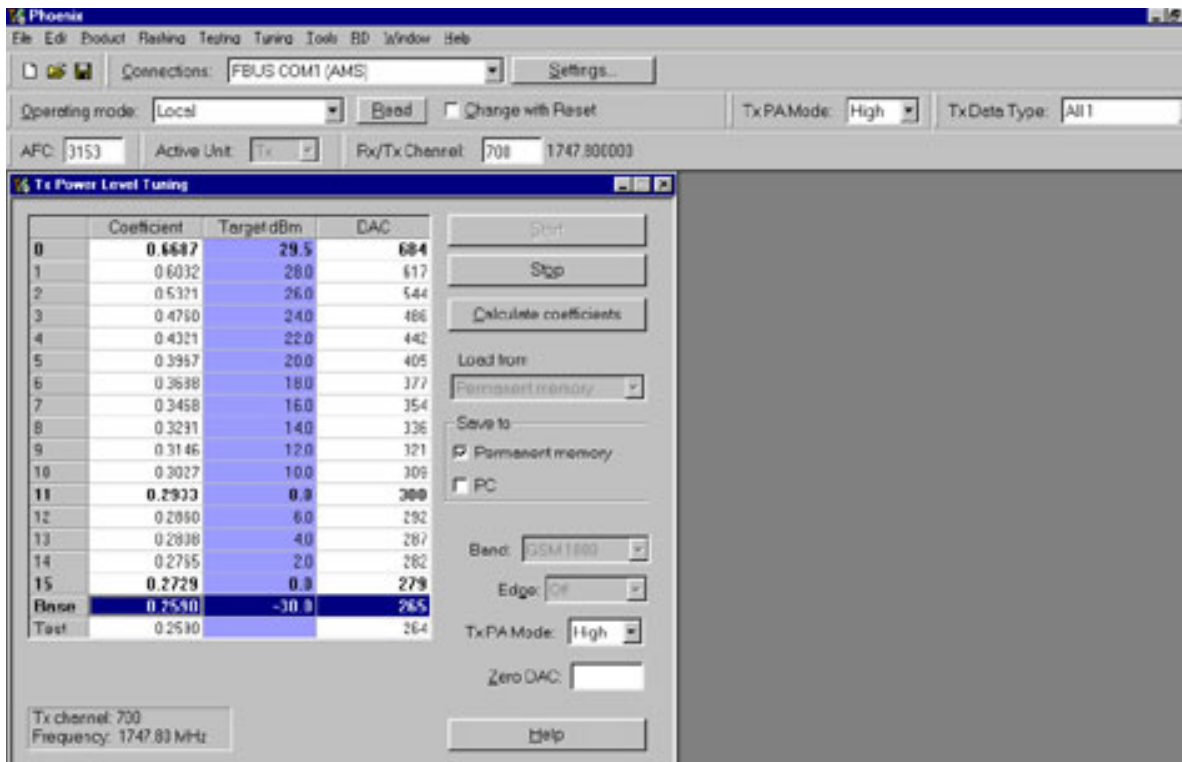 Phoenix
File Edit Product Flashing Testing Tuning Tools BD Window Help
Connections: FBUS COM1 (AMS) Settings...
Operating mode: Local Read Change with Reset Tx PA Mode: High Tx Data Type: All 1
AFC: 3153 Active Unit: Tx Rx/Tx Channel: 700 1747.800003
Tx Power Level Tuning
Coefficient Target dBm DAC
0 0.6687 29.5 684
1 0.6032 28.0 617
2 0.5321 26.0 544
3 0.4760 24.0 486
4 0.4321 22.0 442
5 0.3967 20.0 405
6 0.3688 18.0 377
7 0.3468 16.0 354
8 0.3291 14.0 336
9 0.3146 12.0 321
10 0.3027 10.0 309
11 0.2933 300
12 0.2860 6.0 292
13 0.2808 4.0 287
14 0.2765 2.0 282
15 0.2729 0.0 279
Base 0.2590 -30.0 265
Test 0.2580 264
Start
Stop
Calculate coefficients
Load from
Permanent memory
Save to
Permanent memory
PC
Band: GSM1800
Edge: Off
Tx PA Mode: High
Zero DAC:
Help
Tx channel: 700
Frequency: 1747.80 MHz